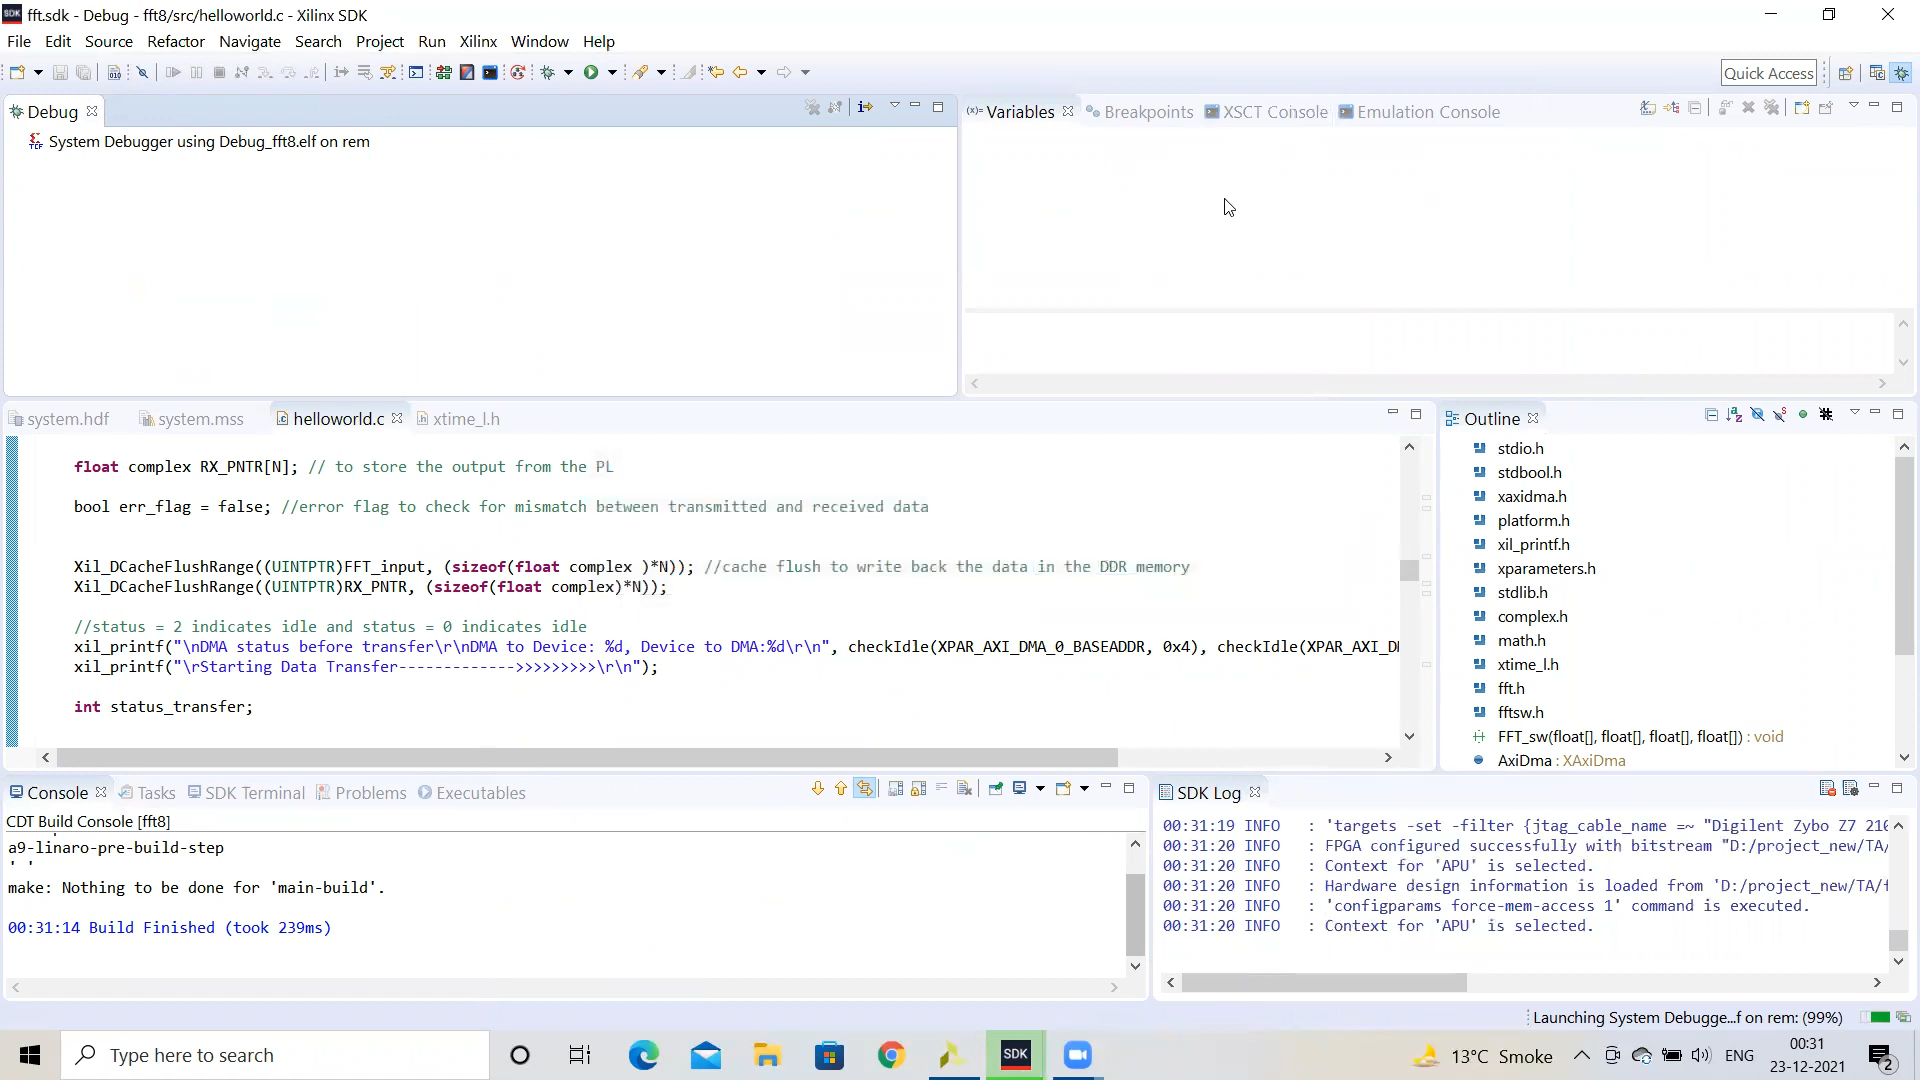 fft.sdk - Debug - fft8/src/helloworld.c - Xilinx SDK
File Edit Source Refactor Navigate Search Project Run Xilinx Window Help
Quick Access
Debug
System Debugger using Debug_fft8.elf on rem
Variables Breakpoints XSCT Console Emulation Console
system.hdf system.mss helloworld.c xtime_l.h
float complex RX_PNTR[N]; // to store the output from the PL
bool err_flag = false; //error flag to check for mismatch between transmitted and received data
Xil_DCacheFlushRange((UINTPTR)FFT_input, (sizeof(float complex )*N)); //cache flush to write back the data in the DDR memory
Xil_DCacheFlushRange((UINTPTR)RX_PNTR, (sizeof(float complex)*N));
//status = 2 indicates idle and status = 0 indicates idle
xil_printf("\nDMA status before transfer\r\nDMA to Device: %d, Device to DMA:%d\r\n", checkIdle(XPAR_AXI_DMA_0_BASEADDR, 0x4), checkIdle(XPAR_AXI_D
xil_printf("\rStarting Data Transfer------------->>>>>>>>>\r\n");
int status_transfer;
Outline
stdio.h
stdbool.h
xaxidma.h
platform.h
xil_printf.h
xparameters.h
stdlib.h
complex.h
math.h
xtime_l.h
fft.h
fftsw.h
FFT_sw(float[], float[], float[], float[]) : void
AxiDma : XAxiDma
Console Tasks SDK Terminal Problems Executables
CDT Build Console [fft8]
a9-linaro-pre-build-step
' '
make: Nothing to be done for 'main-build'.
00:31:14 Build Finished (took 239ms)
SDK Log
00:31:19 INFO : 'targets -set -filter {jtag_cable_name =~ "Digilent Zybo Z7 210
00:31:20 INFO : FPGA configured successfully with bitstream "D:/project_new/TA/
00:31:20 INFO : Context for 'APU' is selected.
00:31:20 INFO : Hardware design information is loaded from 'D:/project_new/TA/f
00:31:20 INFO : 'configparams force-mem-access 1' command is executed.
00:31:20 INFO : Context for 'APU' is selected.
Launching System Debugge...f on rem: (99%)
Type here to search
SDK
13°C Smoke
ENG
00:31
23-12-2021
2